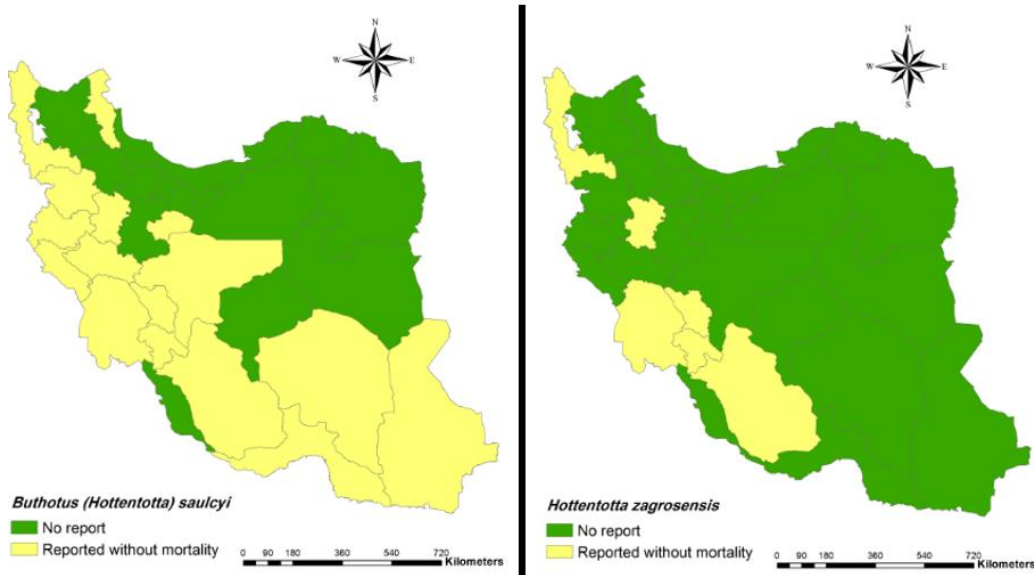 N
W E
S
Buthotus (Hottentotta) saulcyi
No report
Reported without mortality
0 90 180 360 540 720
Kilometers
N
W E
S
Hottentotta zagrosensis
No report
Reported without mortality
0 90 180 360 540 720
Kilometers